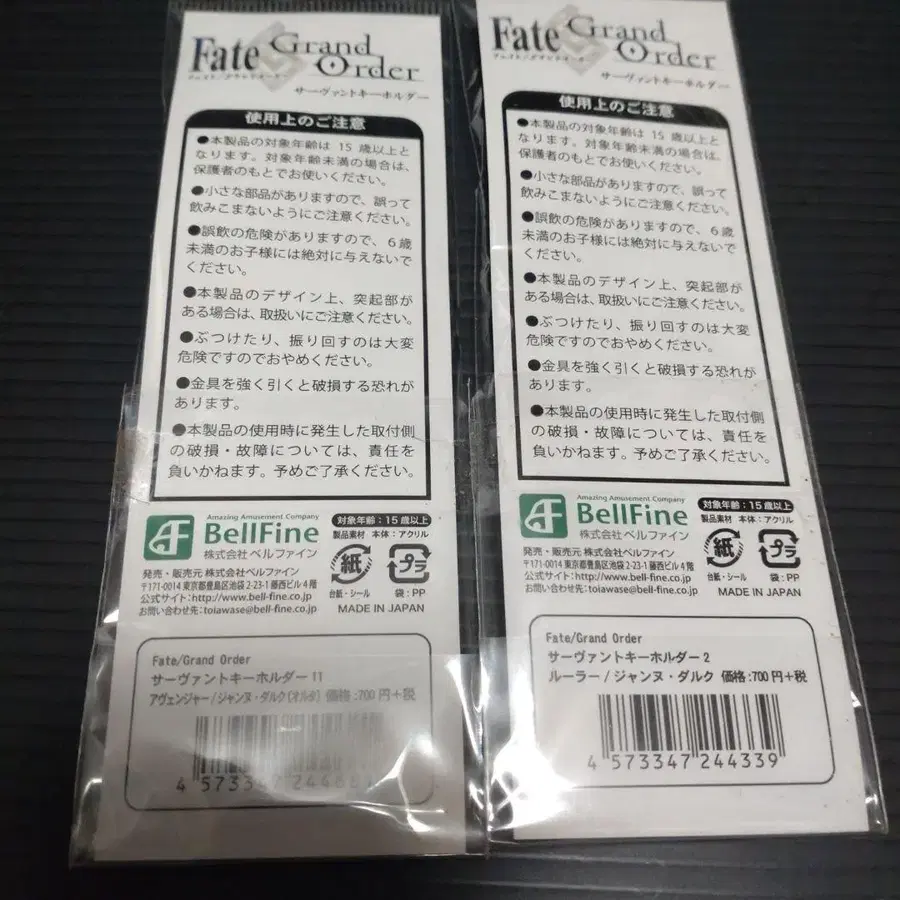 Fate Grand Order
フェイト/グランドオーダー
サーヴァントキーホルダー
使用上のご注意
●本製品の対象年齢は 15 歳以上と
なります。対象年齢未満の場合は、
保護者のもとでお使いください。
●小さな部品がありますので、誤って
飲みこまないようにご注意ください。
●誤飲の危険がありますので、6歳
未満のお子様には絶対に与えないで
ください。
●本製品のデザイン上、突起部が
ある場合は、取扱いにご注意ください。
●ぶつけたり、振り回すのは大変
危険ですのでおやめください。
●金具を強く引くと破損する恐れが
あります。
●本製品の使用時に発生した取付側
の破損・故障については、責任を
負いかねます。予めご了承ください。
Amazing Amusement Company
BellFine
株式会社ベルファイン
対象年齢:15歳以上
製品素材 本体:アクリル
紙
プラ
台紙・シール
袋:PP
発売・販売元 株式会社ベルファイン
〒171-0014 東京都豊島区池袋2-23-1 藤西ビル4階
公式サイト:http://www.bell-fine.co.jp
お問い合わせ先:toiawase@bell-fine.co.jp
MADE IN JAPAN
Fate/Grand Order
サーヴァントキーホルダー11
アヴェンジャー/ジャンヌ・ダルク(オルタ) 価格:700円+税
Fate Grand Order
フェイト/グランドオーダー
サーヴァントキーホルダー
使用上のご注意
●本製品の対象年齢は 15 歳以上と
なります。対象年齢未満の場合は、
保護者のもとでお使いください。
●小さな部品がありますので、誤って
飲みこまないようにご注意ください。
●誤飲の危険がありますので、6歳
未満のお子様には絶対に与えないで
ください。
●本製品のデザイン上、突起部が
ある場合は、取扱いにご注意ください。
●ぶつけたり、振り回すのは大変
危険ですのでおやめください。
●金具を強く引くと破損する恐れが
あります。
●本製品の使用時に発生した取付側
の破損・故障については、責任を
負いかねます。予めご了承ください。
Amazing Amusement Company
BellFine
株式会社ベルファイン
対象年齢:15歳以上
製品素材 本体:アクリル
紙
プラ
台紙・シール
袋:PP
発売・販売元 株式会社ベルファイン
〒171-0014 東京都豊島区池袋2-23-1 藤西ビル4階
公式サイト:http://www.bell-fine.co.jp
お問い合わせ先:toiawase@bell-fine.co.jp
MADE IN JAPAN
Fate/Grand Order
サーヴァントキーホルダー2
ルーラー/ジャンヌ・ダルク 価格:700円+税
4 573347 244339